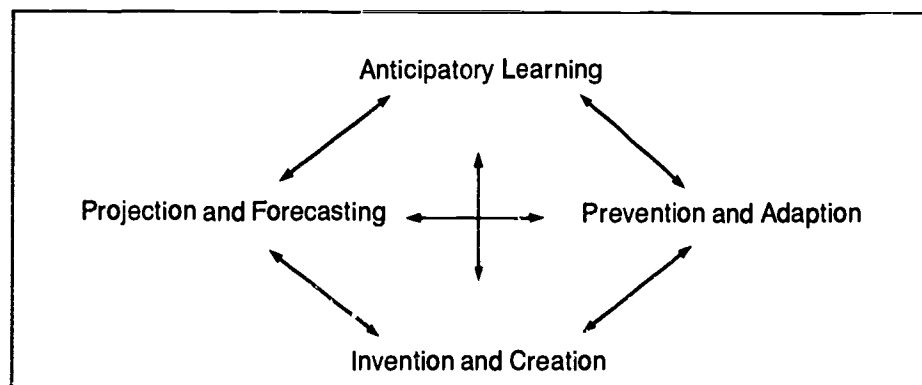 Anticipatory Learning
Projection and Forecasting
Prevention and Adaption
Invention and Creation